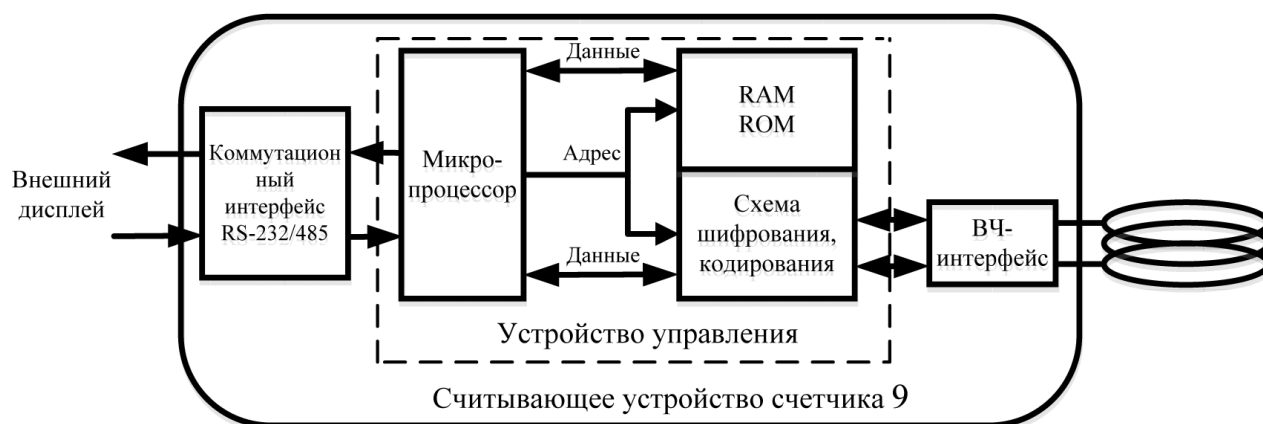 Внешний
дисплей
Коммутацион
ный
интерфейс
RS-232/485
Микро-
процессор
Данные
Адрес
Данные
RAM
ROM
Схема
шифрования,
кодирования
ВЧ-
интерфейс
Устройство управления
Считывающее устройство счетчика 9